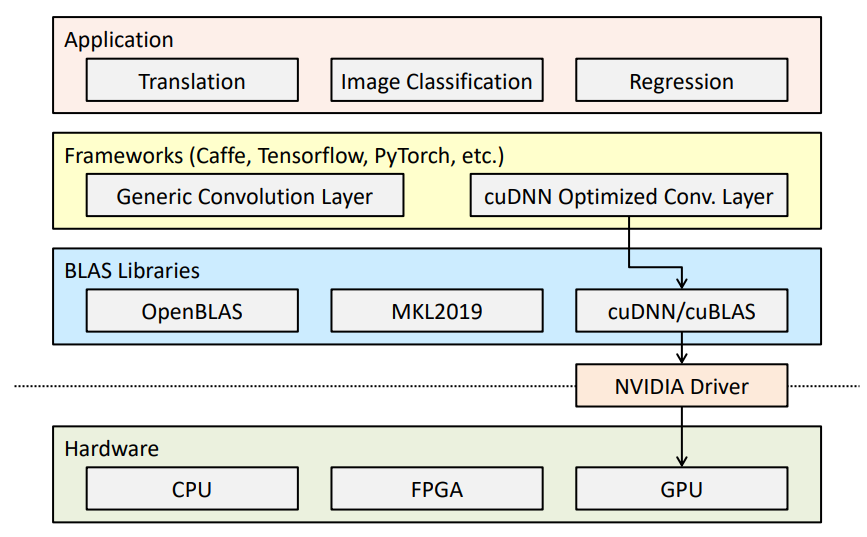 Application
Translation
Image Classification
Regression
Frameworks (Caffe, Tensorflow, PyTorch, etc.)
Generic Convolution Layer
cuDNN Optimized Conv. Layer
BLAS Libraries
OpenBLAS
MKL2019
cuDNN/cuBLAS
NVIDIA Driver
Hardware
CPU
FPGA
GPU